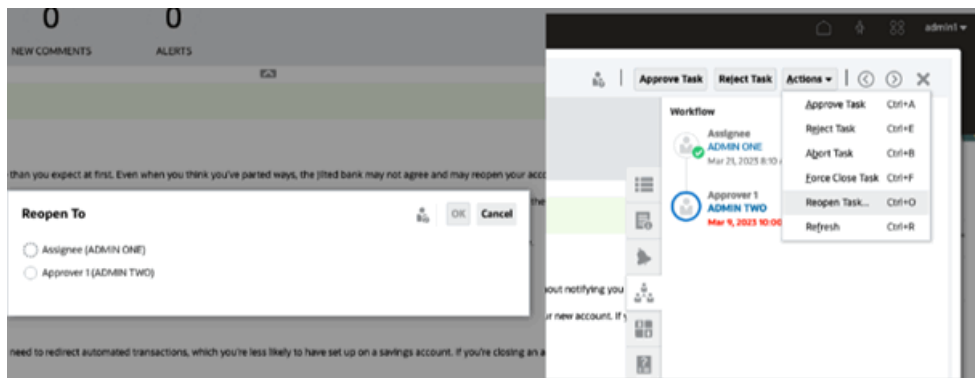 0
0
NEW COMMENTS
ALERTS
than you expect at first. Even when you think you've parted ways, the jilted bank may not agree and may reopen your acco
the
Reopen To
OK
Cancel
Assignee (ADMIN ONE)
Approver 1 (ADMIN TWO)
need to redirect automated transactions, which you're less likely to have set up on a savings account. If you're closing an a
out notifying you
r new account. If y
admin1
Approve Task
Reject Task
Actions
Workflow
Assignee
ADMIN ONE
Mar 21, 2023 8:10
Approver 1
ADMIN TWO
Mar 9, 2023 10:00
Approve Task Ctrl+A
Reject Task Ctrl+E
Abort Task Ctrl+B
Force Close Task Ctrl+F
Reopen Task... Ctrl+O
Refresh Ctrl+R